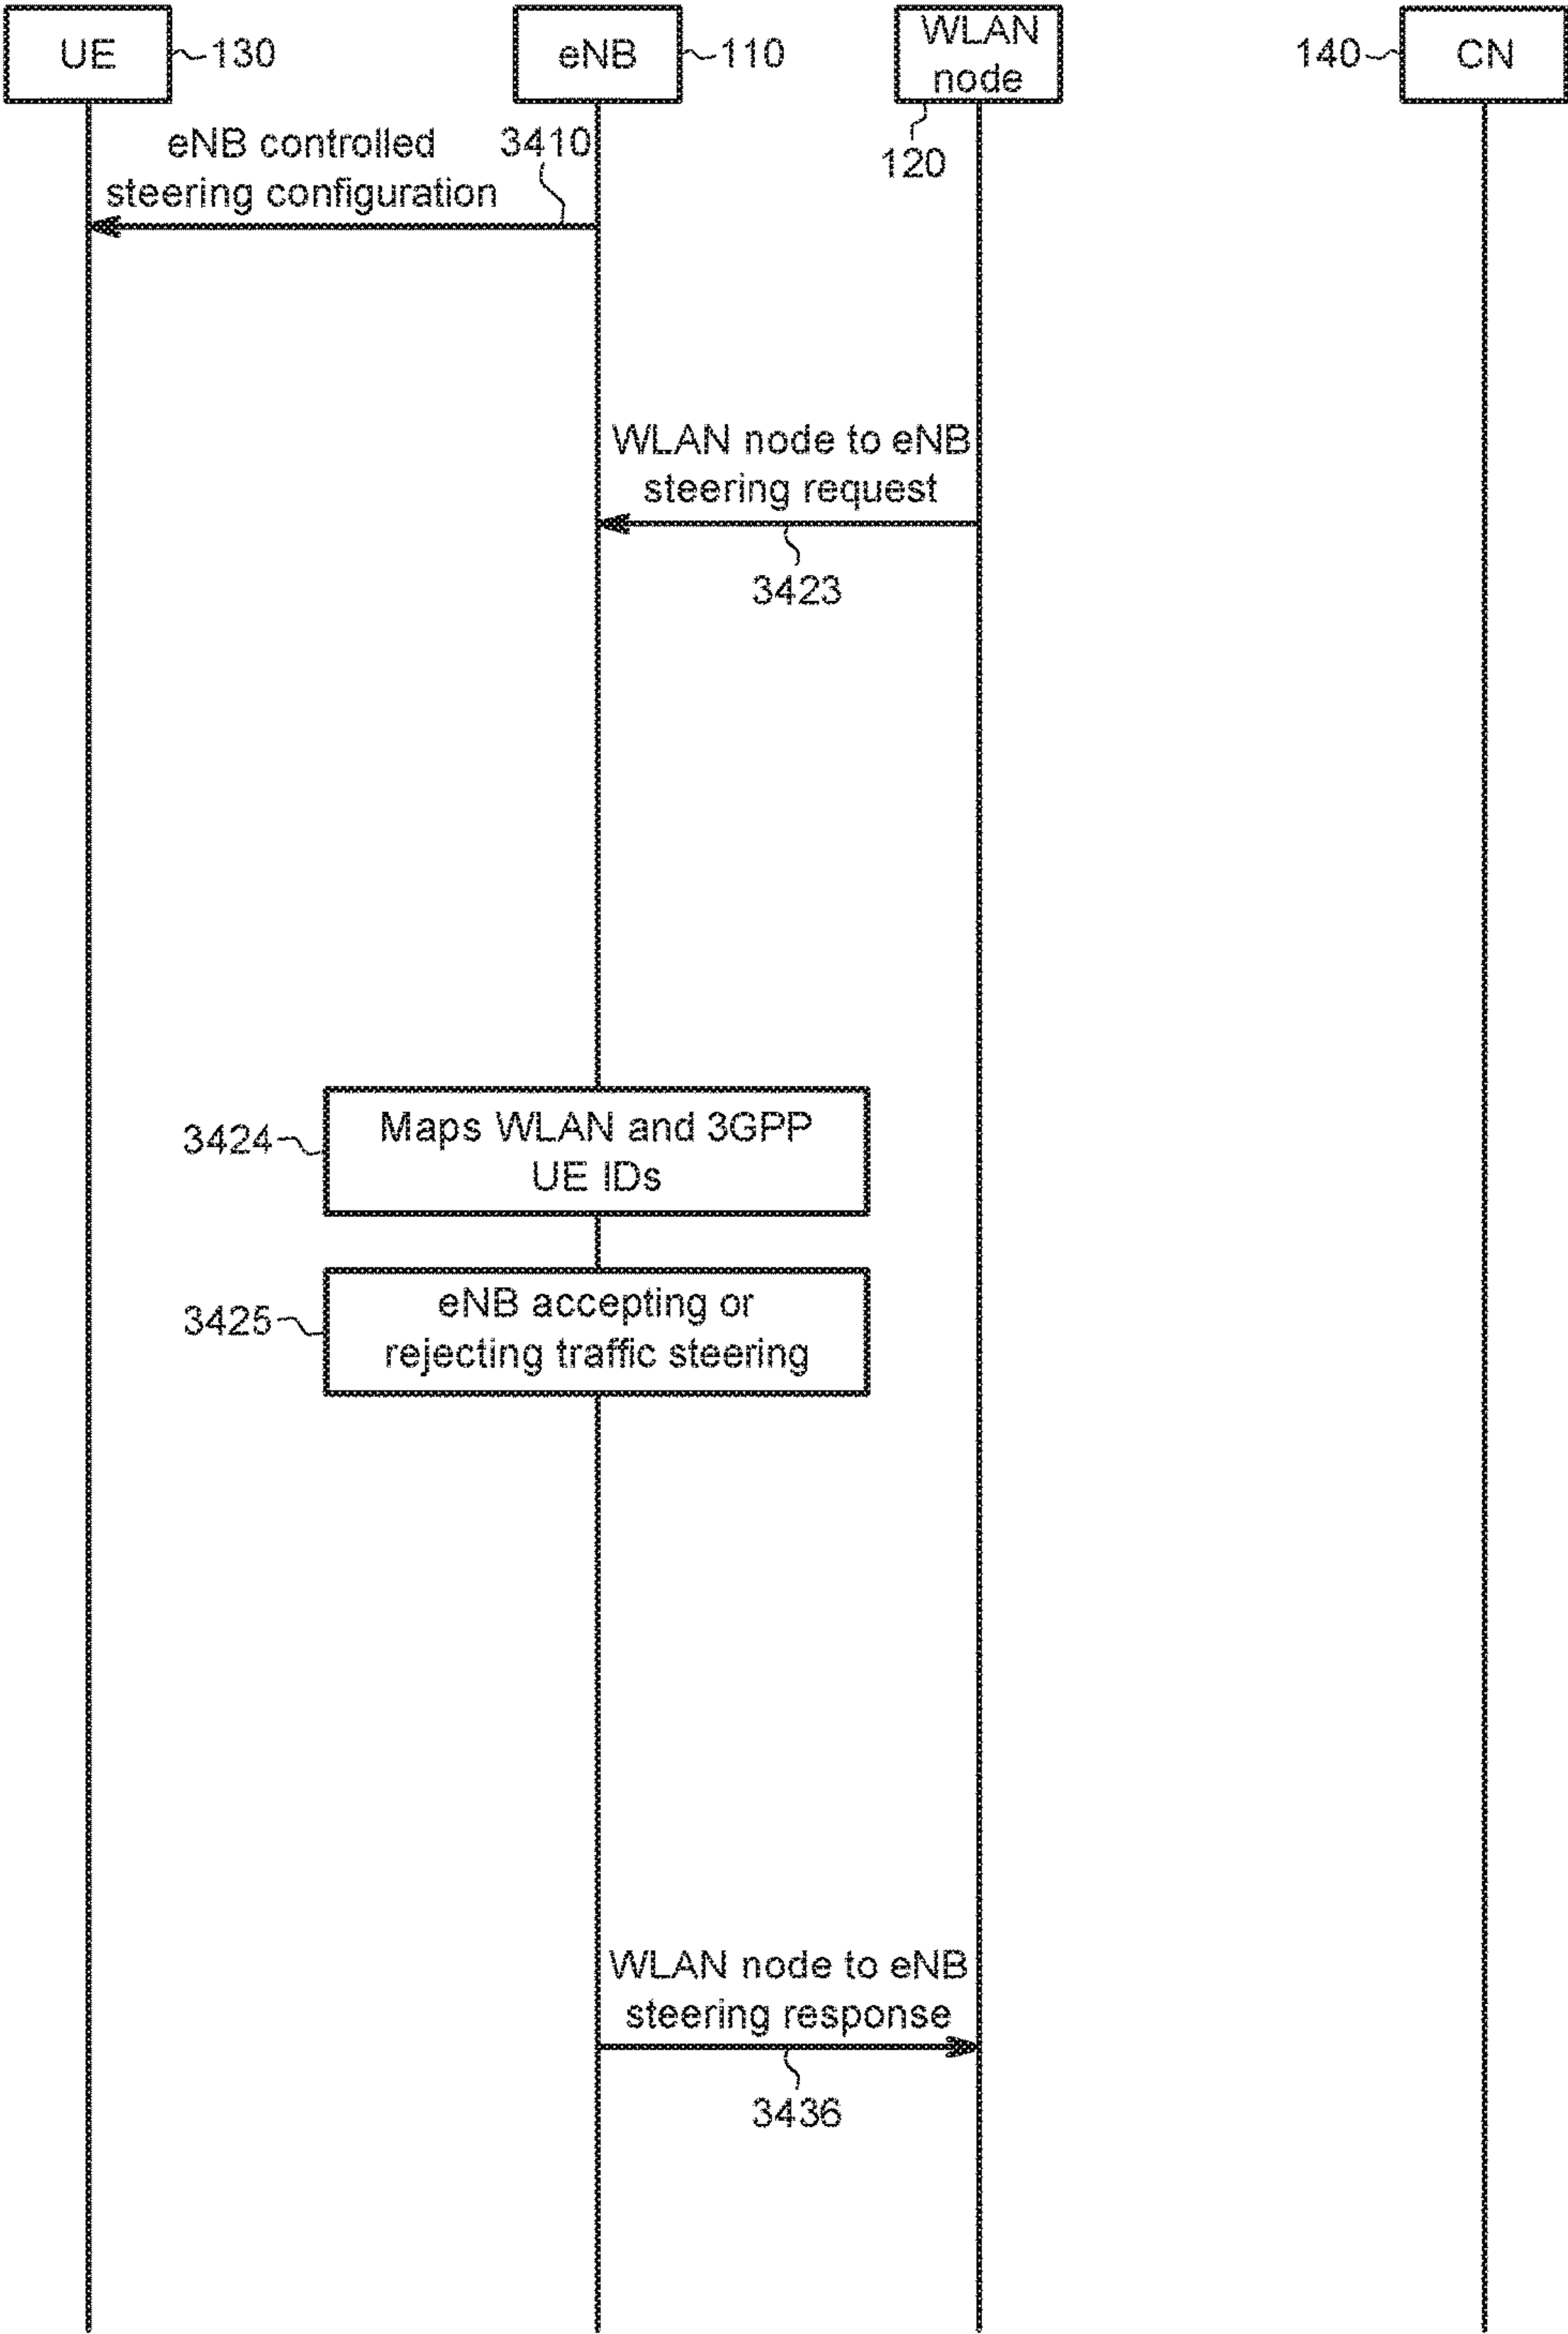 UE
130
eNB
110
WLAN
node
120
140
CN
eNB controlled
steering configuration
3410
WLAN node to eNB
steering request
3423
3424
Maps WLAN and 3GPP
UE IDs
3425
eNB accepting or
rejecting traffic steering
WLAN node to eNB
steering response
3436